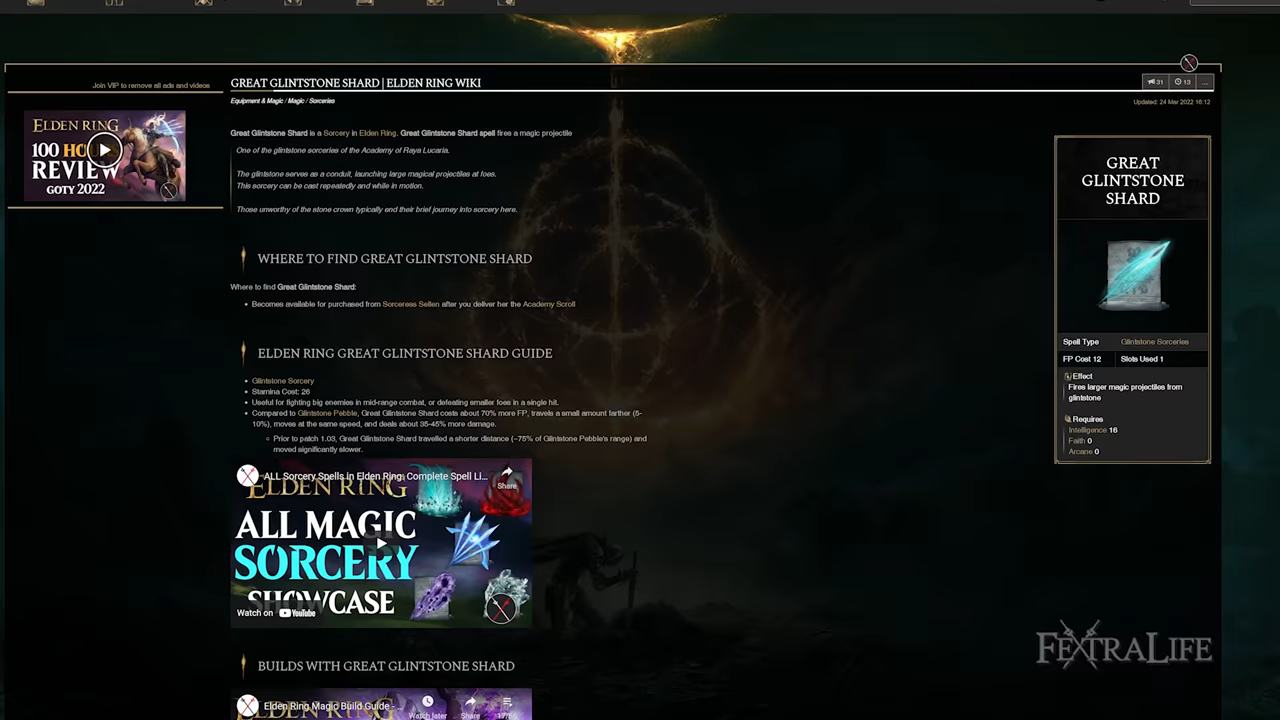 GREAT GLINTSTONE SHARD | ELDEN RING WIKI
31
13
...
Join VIP to remove all ads and videos
Equipment & Magic / Magic / Sorceries
Updated: 24 Mar 2022 16:12
ELDEN RING
100 HO
REVIEW
GOTY 2022
Great Glintstone Shard is a Sorcery in Elden Ring. Great Glintstone Shard spell fires a magic projectile
One of the glintstone sorceries of the Academy of Raya Lucaria.
The glintstone serves as a conduit, launching large magical projectiles at foes.
This sorcery can be cast repeatedly and while in motion.
Those unworthy of the stone crown typically end their brief journey into sorcery here.
WHERE TO FIND GREAT GLINTSTONE SHARD
Where to find Great Glintstone Shard:
Becomes available for purchased from Sorceress Sellen after you deliver her the Academy Scroll
ELDEN RING GREAT GLINTSTONE SHARD GUIDE
Glintstone Sorcery
Stamina Cost: 26
Useful for fighting big enemies in mid-range combat, or defeating smaller foes in a single hit.
Compared to Glintstone Pebble, Great Glintstone Shard costs about 70% more FP, travels a small amount farther (5-
10%), moves at the same speed, and deals about 35-45% more damage.
Prior to patch 1.03, Great Glintstone Shard travelled a shorter distance (~75% of Glintstone Pebble's range) and
moved significantly slower.
ALL Sorcery Spells in Elden Ring: Complete Spell Li...
Share
ELDEN RING
ALL MAGIC
SORCERY
SHOWCASE
Watch on YouTube
BUILDS WITH GREAT GLINTSTONE SHARD
Elden Ring Magic Build Guide - ...
Watch later
Share
GREAT
GLINTSTONE
SHARD
Spell Type Glintstone Sorceries
FP Cost 12 Slots Used 1
Effect
Fires larger magic projectiles from
glintstone
Requires
Intelligence 16
Faith 0
Arcane 0
FEXTRALIFE